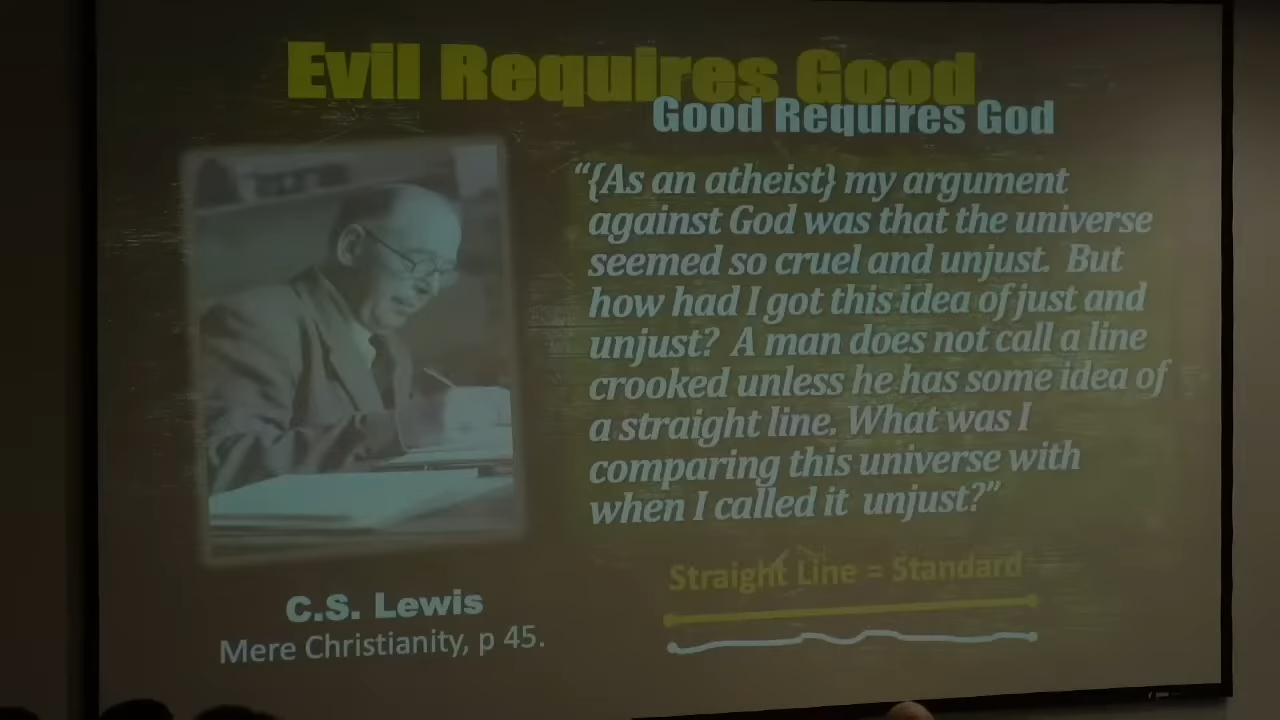 Evil Requires Good
Good Requires God
“{As an atheist} my argument
against God was that the universe
seemed so cruel and unjust. But
how had I got this idea of just and
unjust? A man does not call a line
crooked unless he has some idea of
a straight line. What was I
comparing this universe with
when I called it unjust?”
Straight Line = Standard
C.S. Lewis
Mere Christianity, p 45.